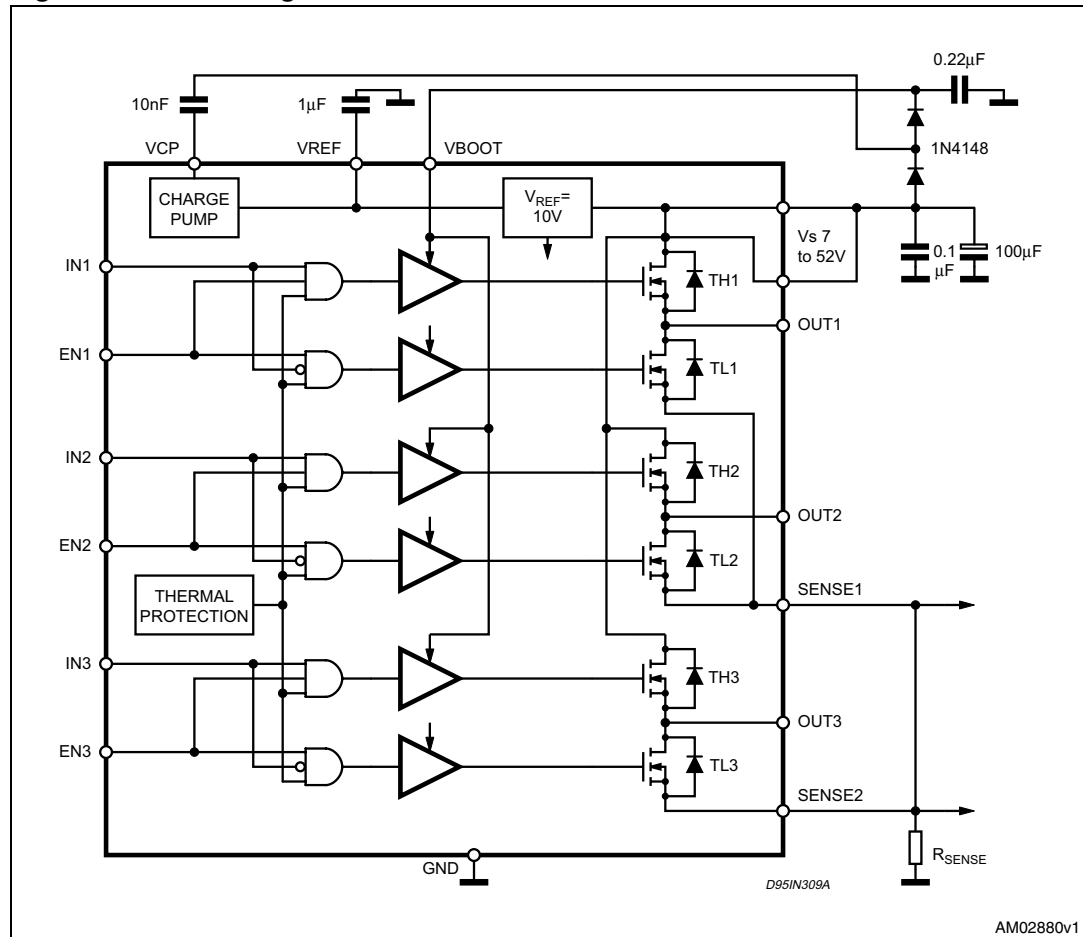 0.22μF
10nF
1μF
VCP
VREF
VBOOT
1N4148
CHARGE
PUMP
VREF=
10V
Vs 7
to 52V
0.1
μF
100μF
IN1
TH1
OUT1
EN1
TL1
IN2
TH2
OUT2
EN2
TL2
THERMAL
PROTECTION
SENSE1
IN3
TH3
OUT3
EN3
TL3
SENSE2
GND
RSENSE
D95IN309A
AM02880v1